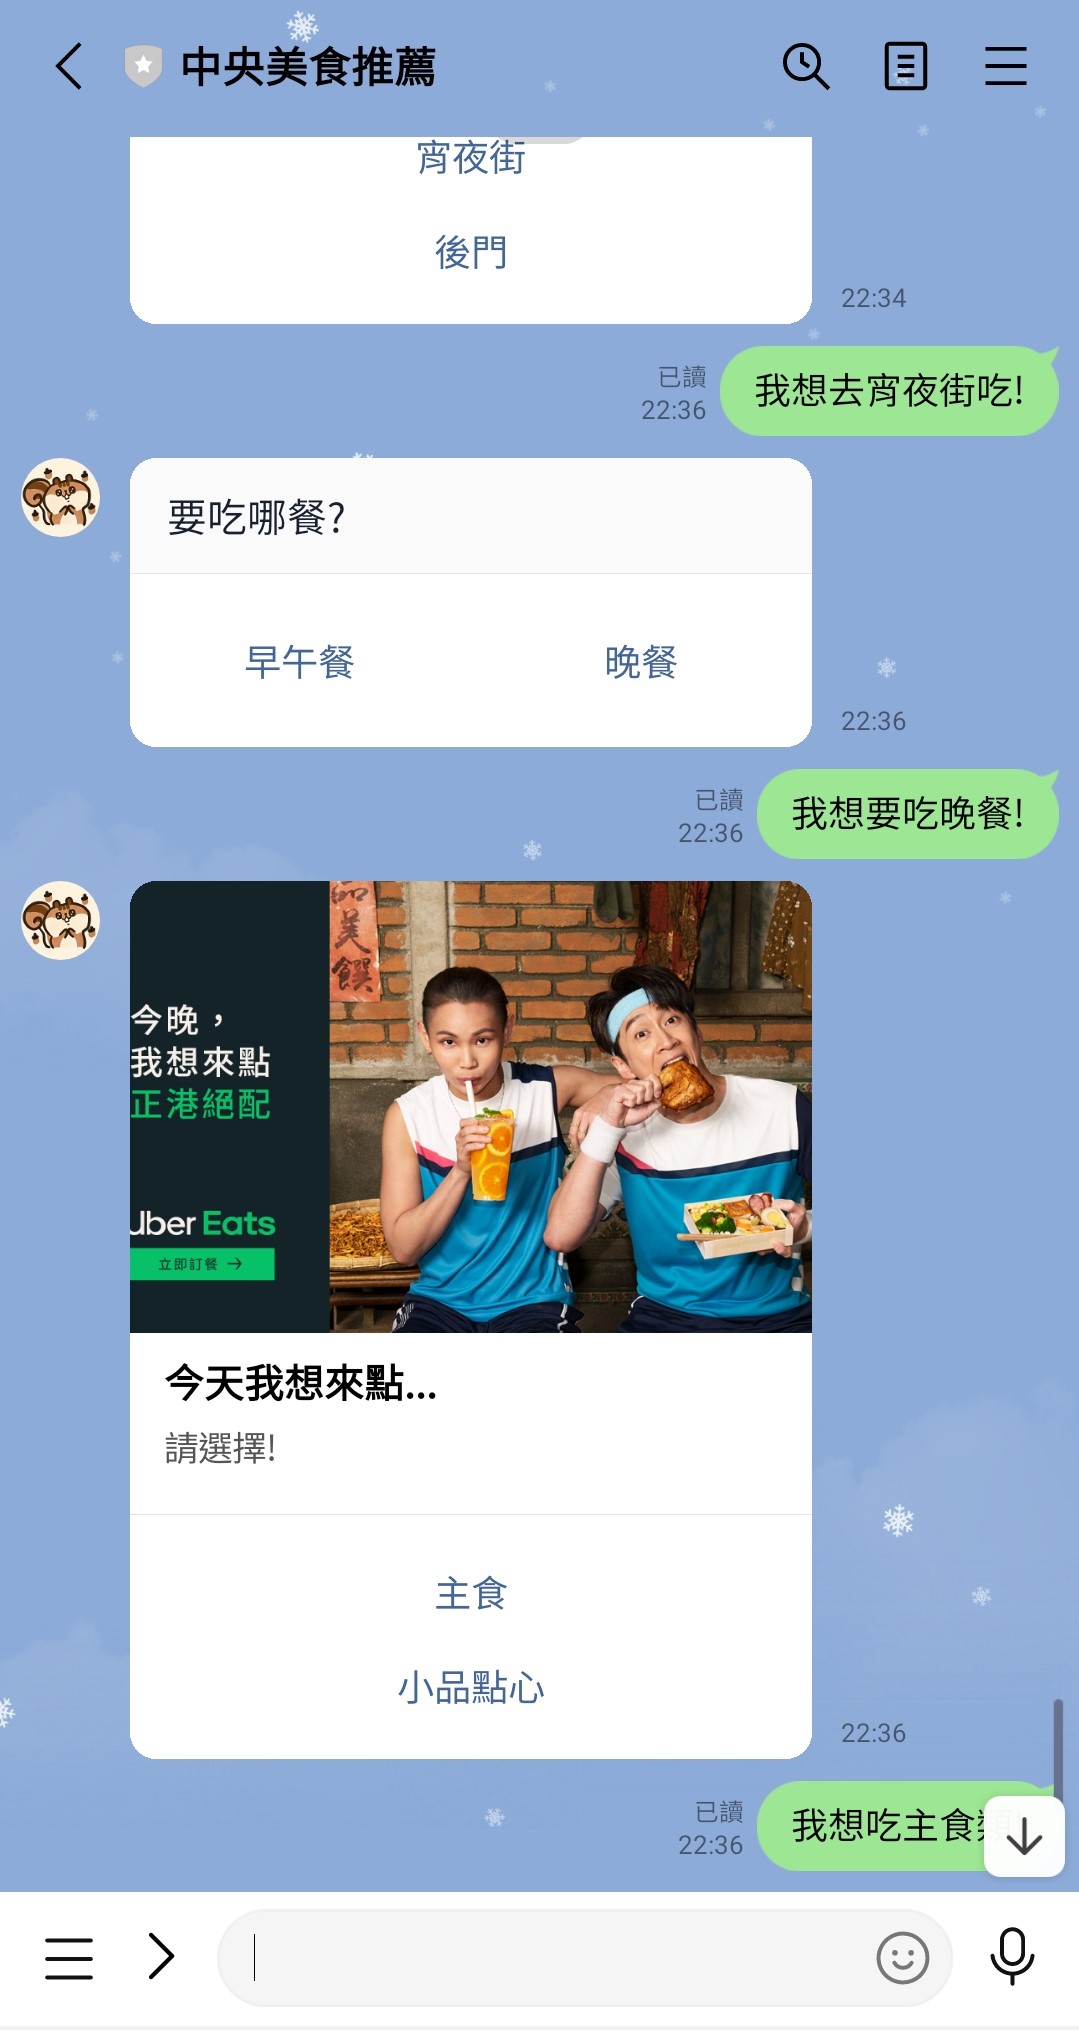 中央美食推薦
宵夜街
後門
22:34
已讀
22:36
我想去宵夜街吃!
要吃哪餐?
早午餐
晚餐
22:36
已讀
22:36
我想要吃晚餐!
品美饌
今晚，
我想來點
正港絕配
Uber Eats
立即訂餐 →
今天我想來點...
請選擇!
主食
小品點心
22:36
已讀
22:36
我想吃主食類